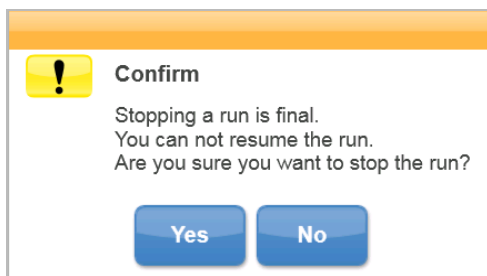 Confirm
Stopping a run is final.
You can not resume the run.
Are you sure you want to stop the run?
Yes No